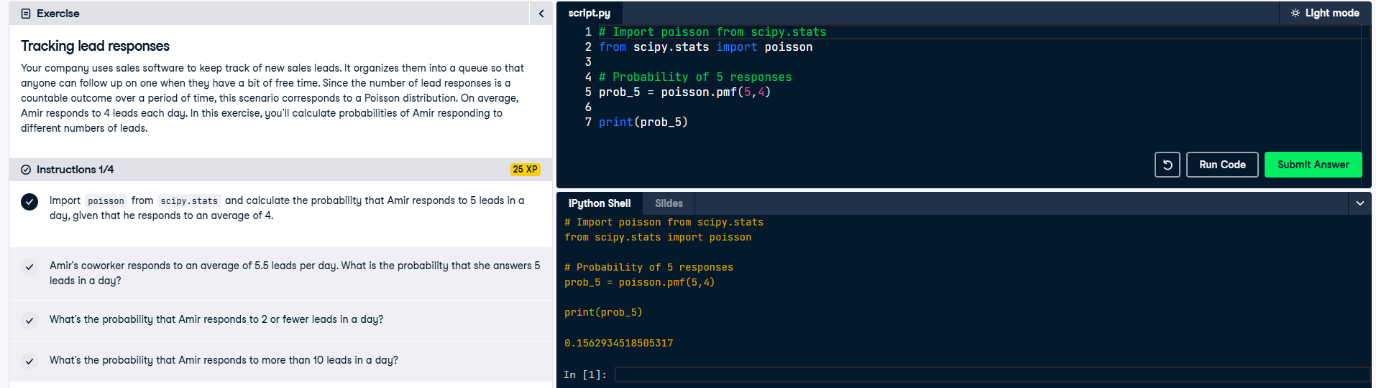 Exercise
Tracking lead responses
Your company uses sales software to keep track of new sales leads. It organizes them into a queue so that
anyone can follow up on one when they have a bit of free time. Since the number of lead responses is a
countable outcome over a period of time, this scenario corresponds to a Poisson distribution. On average,
Amir responds to 4 leads each day. In this exercise, you'll calculate probabilities of Amir responding to
different numbers of leads.
Instructions 1/4
25 XP
Import poisson from scipy.stats and calculate the probability that Amir responds to 5 leads in a
day, given that he responds to an average of 4.
Amir's coworker responds to an average of 5.5 leads per day. What is the probability that she answers 5
leads in a day?
What's the probability that Amir responds to 2 or fewer leads in a day?
What's the probability that Amir responds to more than 10 leads in a day?
script.py
Light mode
1 # Import poisson from scipy.stats
2 from scipy.stats import poisson
3
4 # Probability of 5 responses
5 prob_5 = poisson.pmf(5,4)
6
7 print(prob_5)
Run Code
Submit Answer
IPython Shell
Slides
# Import poisson from scipy.stats
from scipy.stats import poisson
# Probability of 5 responses
prob_5 = poisson.pmf(5,4)
print(prob_5)
0.1562934518505317
In [1]: